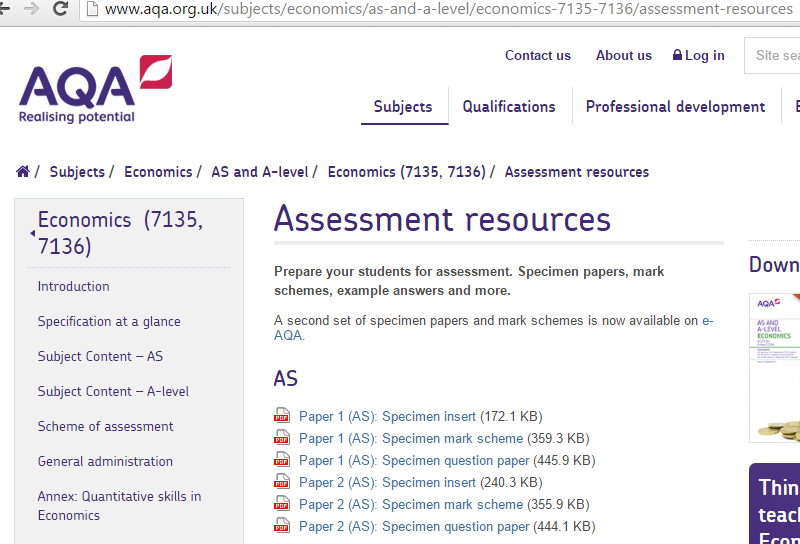 www.aqa.org.uk/subjects/economics/as-and-a-level/economics-7135-7136/assessment-resources
Contact us About us Log in Site sea
AQA
Realising potential
Subjects Qualifications Professional development
/ Subjects / Economics / AS and A-level / Economics (7135, 7136) / Assessment resources
Economics (7135,
7136)
Introduction
Specification at a glance
Subject Content – AS
Subject Content – A-level
Scheme of assessment
General administration
Annex: Quantitative skills in
Economics
Assessment resources
Prepare your students for assessment. Specimen papers, mark
schemes, example answers and more.
A second set of specimen papers and mark schemes is now available on e-
AQA.
AS
PDF Paper 1 (AS): Specimen insert (172.1 KB)
PDF Paper 1 (AS): Specimen mark scheme (359.3 KB)
PDF Paper 1 (AS): Specimen question paper (445.9 KB)
PDF Paper 2 (AS): Specimen insert (240.3 KB)
PDF Paper 2 (AS): Specimen mark scheme (355.9 KB)
PDF Paper 2 (AS): Specimen question paper (444.1 KB)
Down
AQA
AS AND
A-LEVEL
ECONOMICS
Thin
teac
Econ